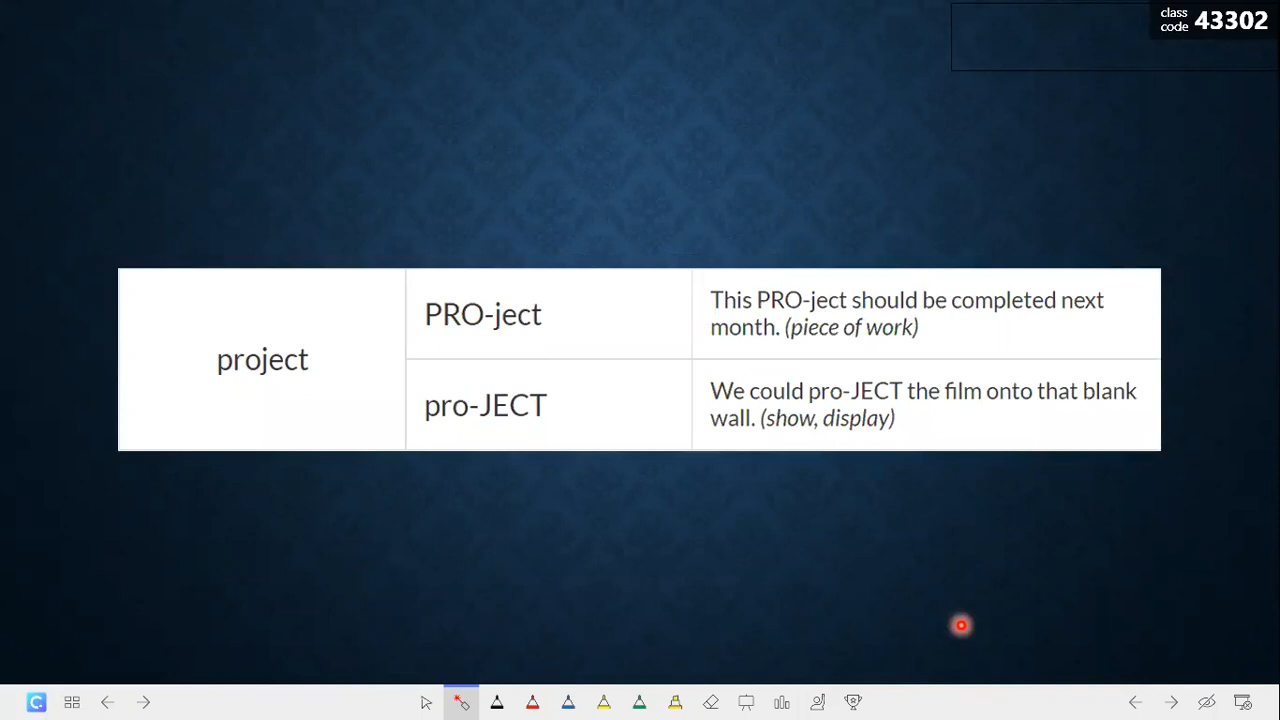 class
code 43302
project
PRO-ject
This PRO-ject should be completed next
month. (piece of work)
pro-JECT
We could pro-JECT the film onto that blank
wall. (show, display)